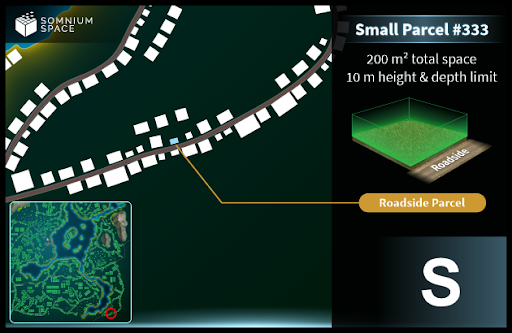 SOMNIUM
SPACE
Small Parcel #333
200 m² total space
10 m height & depth limit
Roadside
Roadside Parcel
S